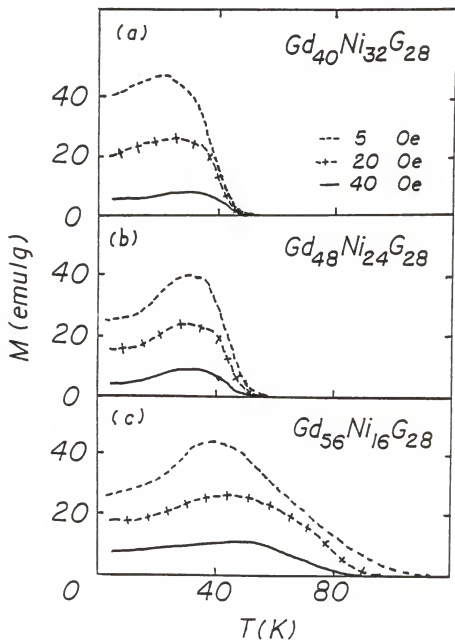 (a) Gd40Ni32G28
40
20
0
--- 5 Oe
-+- 20 Oe
— 40 Oe
(b) Gd48Ni24G28
40
20
0
M (emu/g)
(c) Gd56Ni16G28
40
20
0
40 80
T(K)